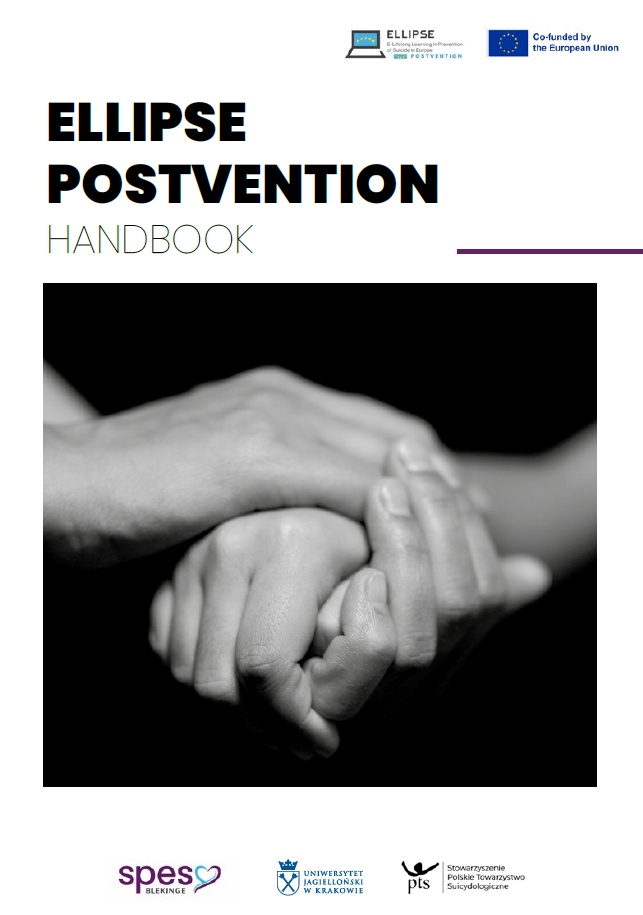 ELLIPSE
E-Lifelong Learning in Prevention
of Suicide in Europe
POSTVENTION
Co-funded by
the European Union
ELLIPSE
POSTVENTION
HANDBOOK
spes
BLEKINGE
UNIWERSYTET
JAGIELLOŃSKI
W KRAKOWIE
pts
Stowarzyszenie
Polskie Towarzystwo
Suicydologiczne